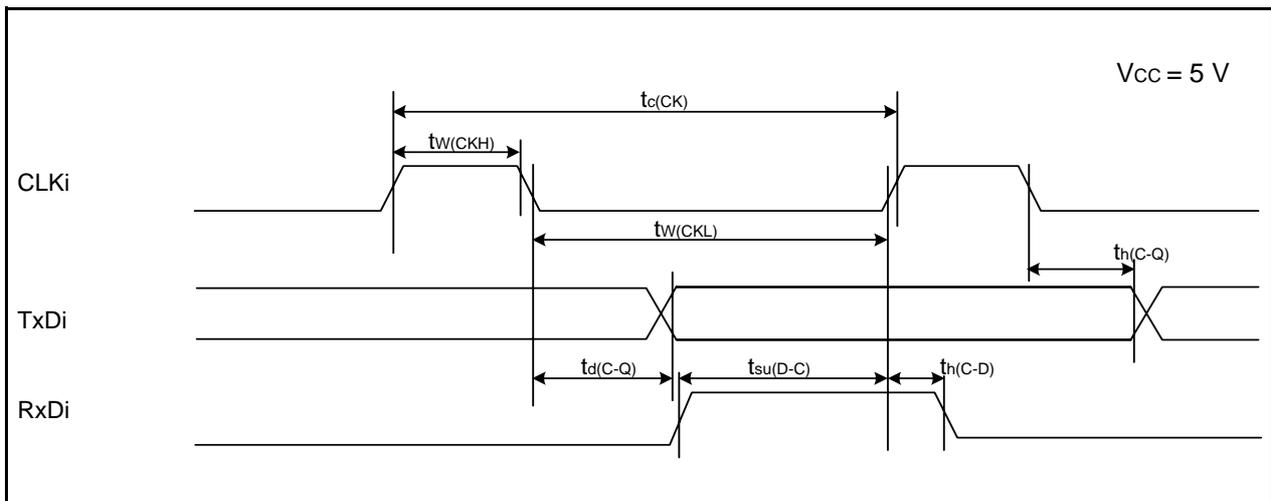 VCC = 5 V
tc(CK)
tW(CKH)
CLKi
tW(CKL)
th(C-Q)
TxDi
td(C-Q)
tsu(D-C)
th(C-D)
RxDi